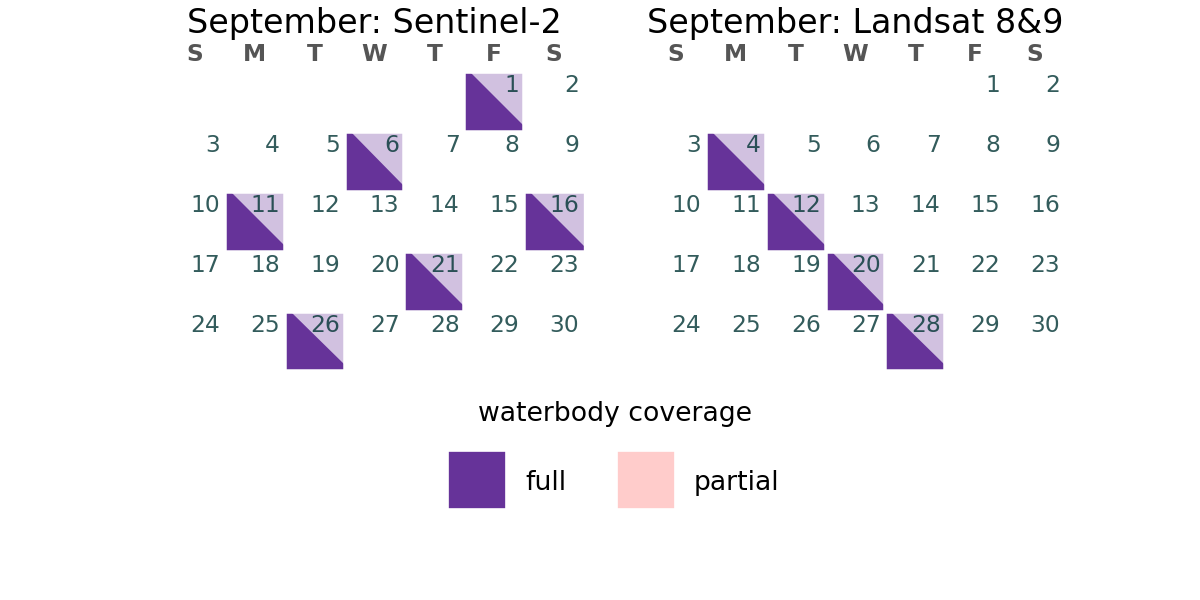 September: Sentinel-2
S M T W T F S
1 2
3 4 5 6 7 8 9
10 11 12 13 14 15 16
17 18 19 20 21 22 23
24 25 26 27 28 29 30
September: Landsat 8&9
S M T W T F S
1 2
3 4 5 6 7 8 9
10 11 12 13 14 15 16
17 18 19 20 21 22 23
24 25 26 27 28 29 30
waterbody coverage
full partial